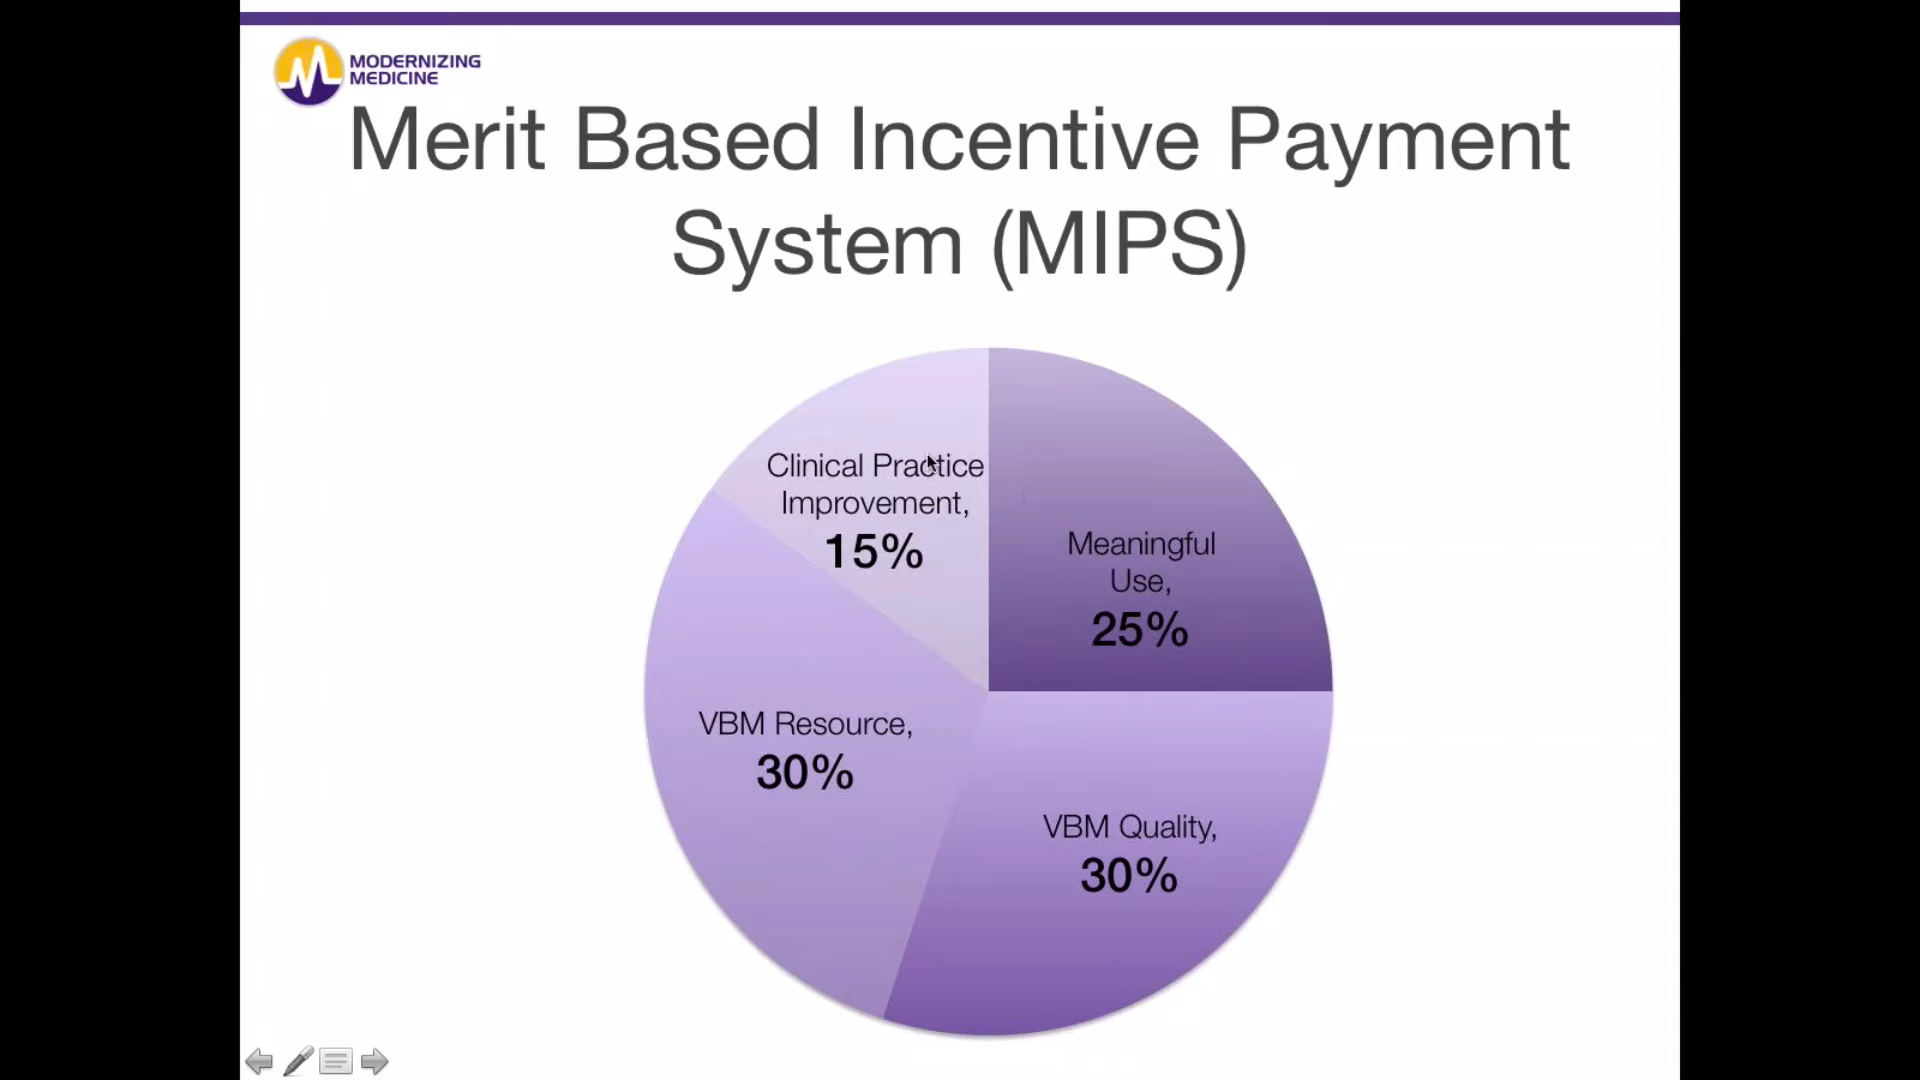 MODERNIZING
MEDICINE
Merit Based Incentive Payment
System (MIPS)
Clinical Practice
Improvement,
15%
Meaningful
Use,
25%
VBM Resource,
30%
VBM Quality,
30%